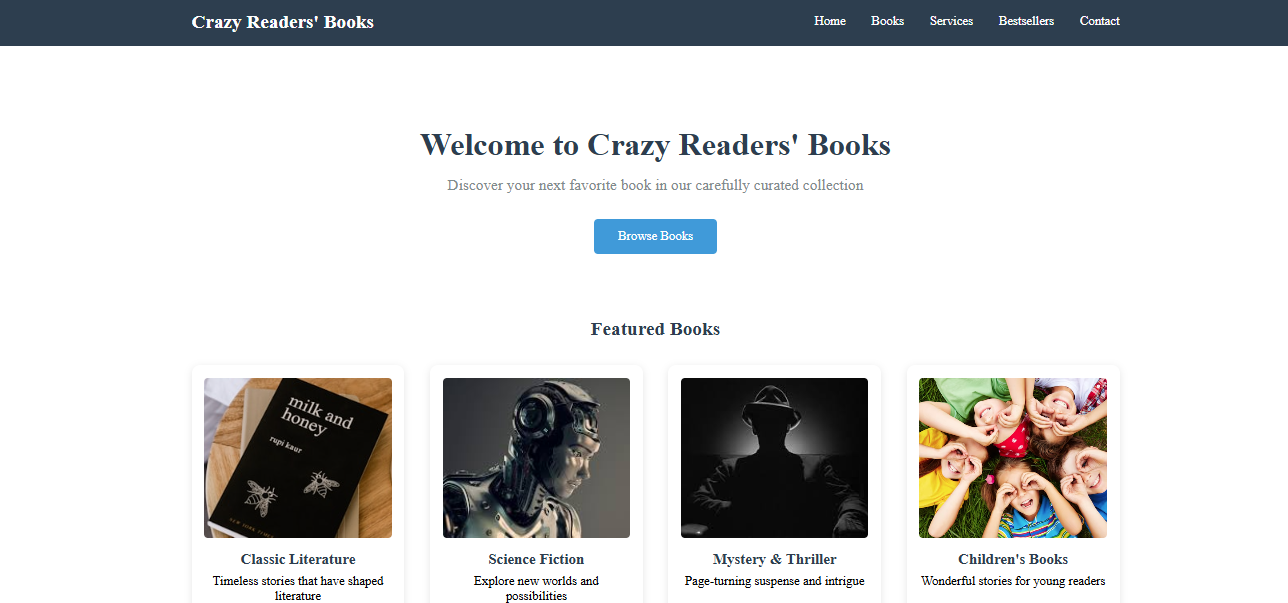 Crazy Readers' Books
Home Books Services Bestsellers Contact
Welcome to Crazy Readers' Books
Discover your next favorite book in our carefully curated collection
Browse Books
Featured Books
milk and
honey
rupi kaur
Classic Literature
Timeless stories that have shaped
literature
Science Fiction
Explore new worlds and
possibilities
Mystery & Thriller
Page-turning suspense and intrigue
Children's Books
Wonderful stories for young readers